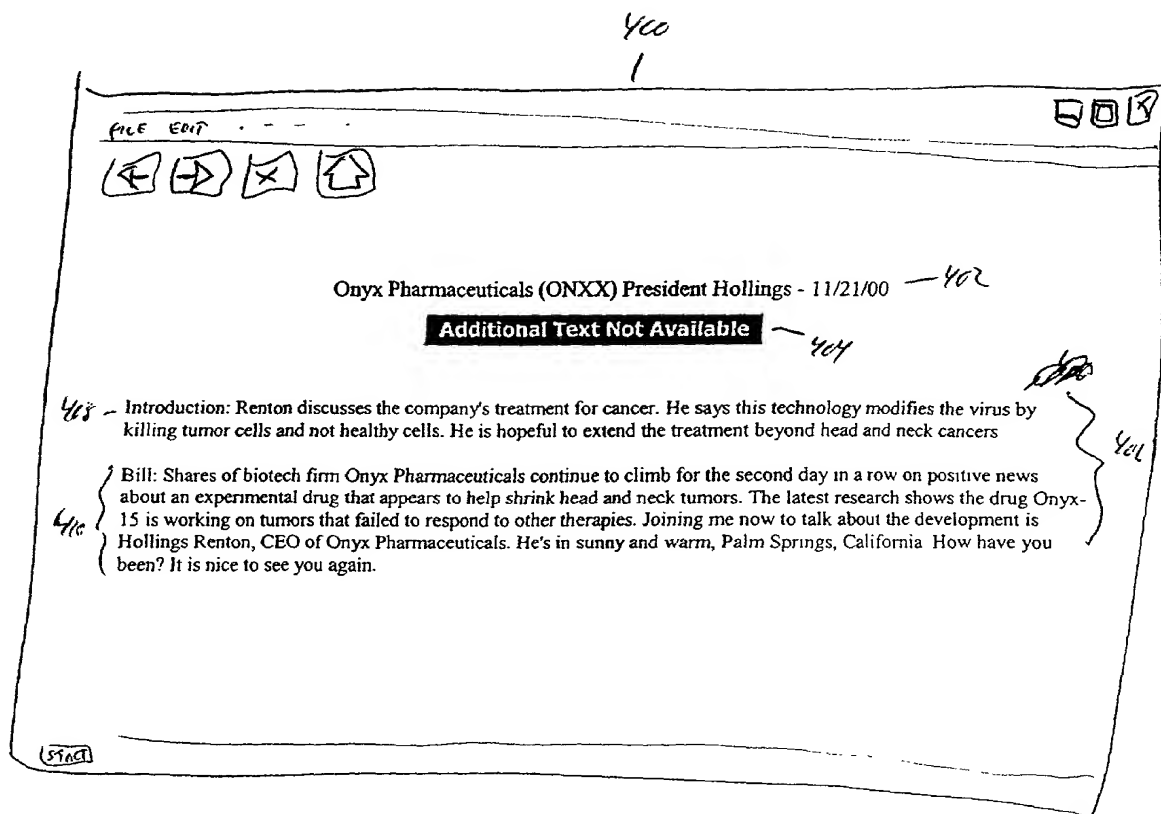 400
FILE EDIT
Onyx Pharmaceuticals (ONXX) President Hollings - 11/21/00 402
Additional Text Not Available 404
408 Introduction: Renton discusses the company's treatment for cancer. He says this technology modifies the virus by
killing tumor cells and not healthy cells. He is hopeful to extend the treatment beyond head and neck cancers
Bill: Shares of biotech firm Onyx Pharmaceuticals continue to climb for the second day in a row on positive news
about an experimental drug that appears to help shrink head and neck tumors. The latest research shows the drug Onyx-
15 is working on tumors that failed to respond to other therapies. Joining me now to talk about the development is
410 Hollings Renton, CEO of Onyx Pharmaceuticals. He's in sunny and warm, Palm Springs, California How have you
been? It is nice to see you again.
START